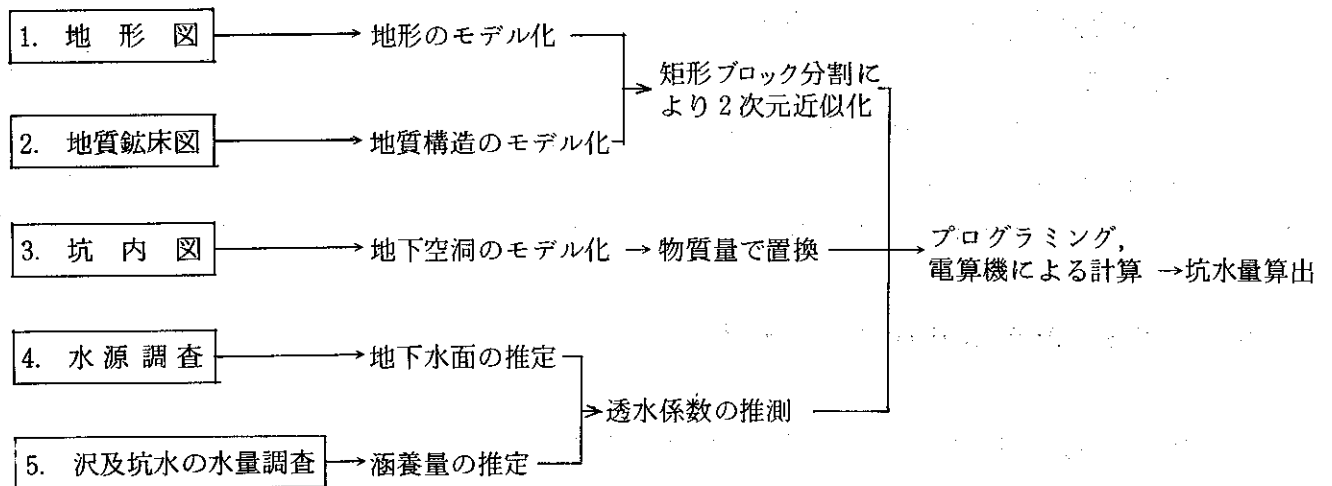 1. 地形図 → 地形のモデル化
矩形ブロック分割に
より2次元近似化
2. 地質鉱床図 → 地質構造のモデル化
3. 坑内図 → 地下空洞のモデル化 → 物質量で置換
プログラミング,
電算機による計算 → 坑水量算出
4. 水源調査 → 地下水面の推定
透水係数の推測
5. 沢及坑水の水量調査 → 涵養量の推定